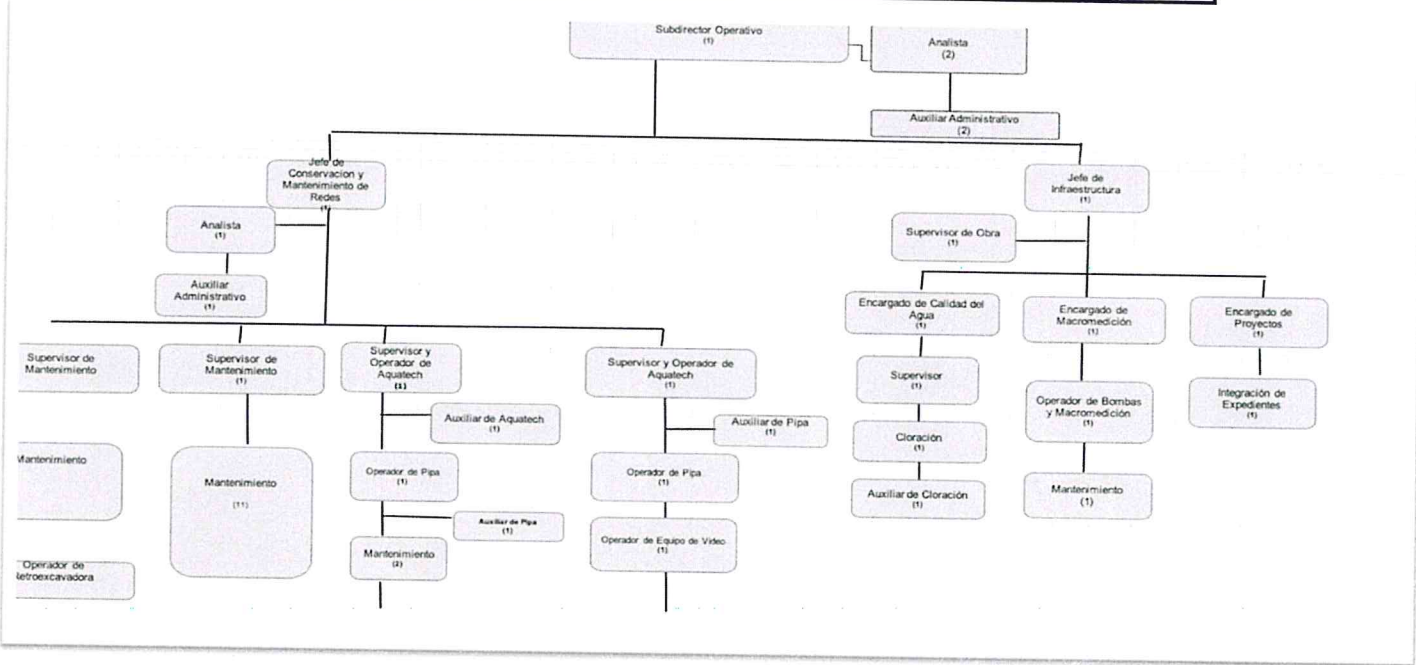 Subdirector Operativo
(1)
Analista
(2)
Auxiliar Administrativo
(2)
Jefe de
Conservacion y
Mantenimiento de
Redes
(1)
Analista
(1)
Auxiliar
Administrativo
(1)
Jefe de
Infraestructura
(1)
Supervisor de Obra
(1)
Supervisor de
Mantenimiento
Mantenimiento
Operador de
Retroexcavadora
Supervisor de
Mantenimiento
(1)
Mantenimiento
(11)
Supervisor y
Operador de
Aquatech
(1)
Auxiliar de Aquatech
(1)
Operador de Pipa
(1)
Auxiliar de Pipa
(1)
Mantenimiento
(2)
Supervisor y Operador de
Aquatech
(1)
Auxiliar de Pipa
(1)
Operador de Pipa
(1)
Operador de Equipo de Video
(1)
Encargado de Calidad del
Agua
(1)
Supervisor
(1)
Cloración
(1)
Auxiliar de Cloración
(1)
Encargado de
Macromedición
(1)
Operador de Bombas
y Macromedición
(1)
Mantenimiento
(1)
Encargado de
Proyectos
(1)
Integración de
Expedientes
(1)